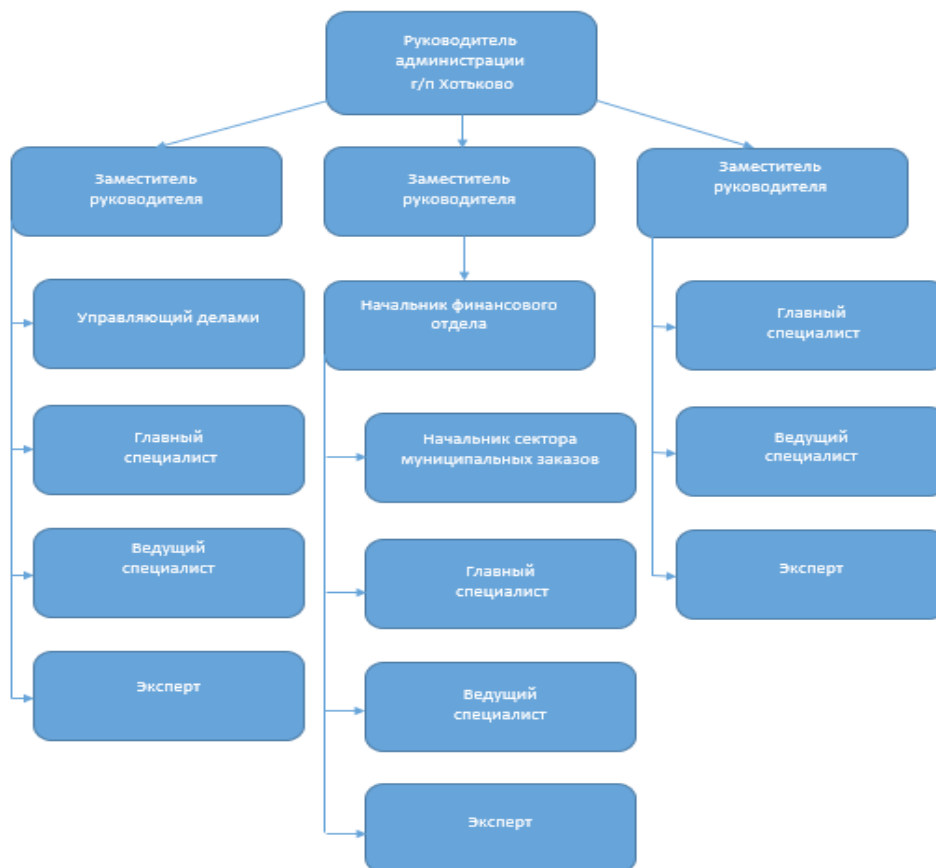 Руководитель
администрации
г/п Хотьково
Заместитель
руководителя
Заместитель
руководителя
Заместитель
руководителя
Управляющий делами
Главный
специалист
Ведущий
специалист
Эксперт
Начальник финансового
отдела
Начальник сектора
муниципальных заказов
Главный
специалист
Ведущий
специалист
Эксперт
Главный
специалист
Ведущий
специалист
Эксперт